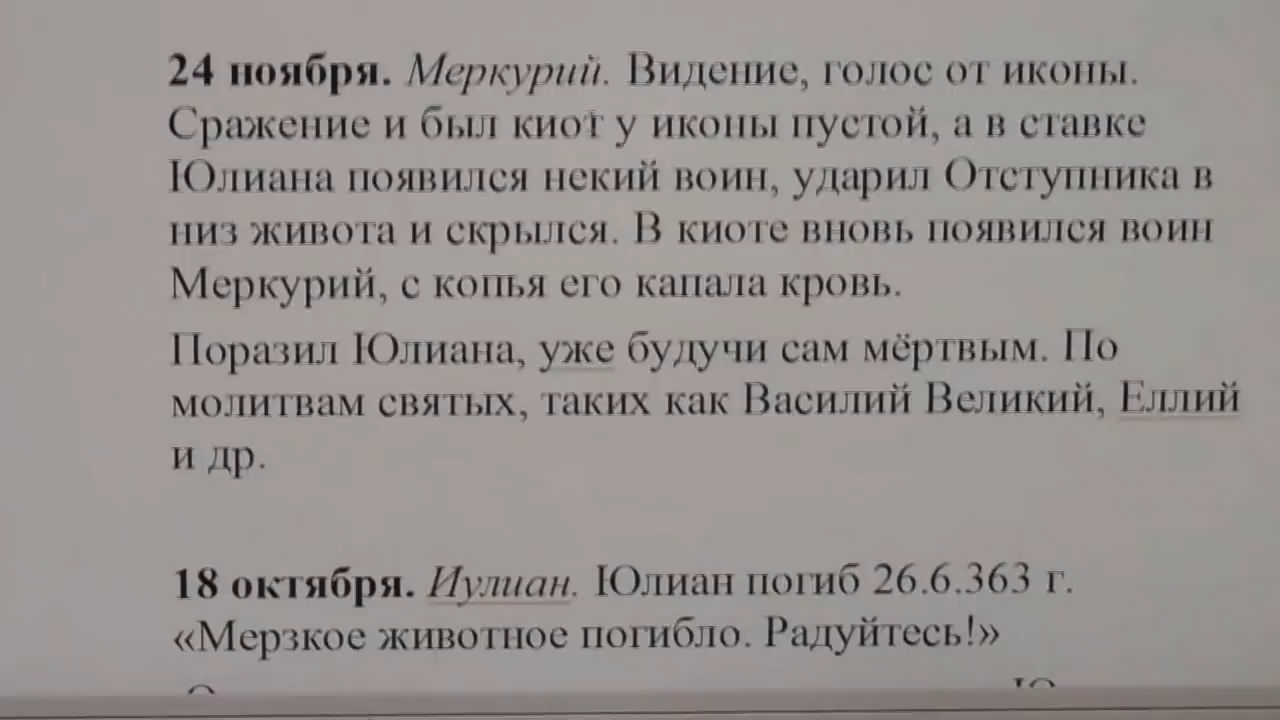 24 ноября. Меркурий. Видение, голос от иконы.
Сражение и был киот у иконы пустой, а в ставке
Юлиана появился некий воин, ударил Отступника в
низ живота и скрылся. В киоте вновь появился воин
Меркурий, с копья его капала кровь.
Поразил Юлиана, уже будучи сам мёртвым. По
молитвам святых, таких как Василий Великий, Еллий
и др.
18 октября. Иулиан. Юлиан погиб 26.6.363 г.
«Мерзкое животное погибло. Радуйтесь!»